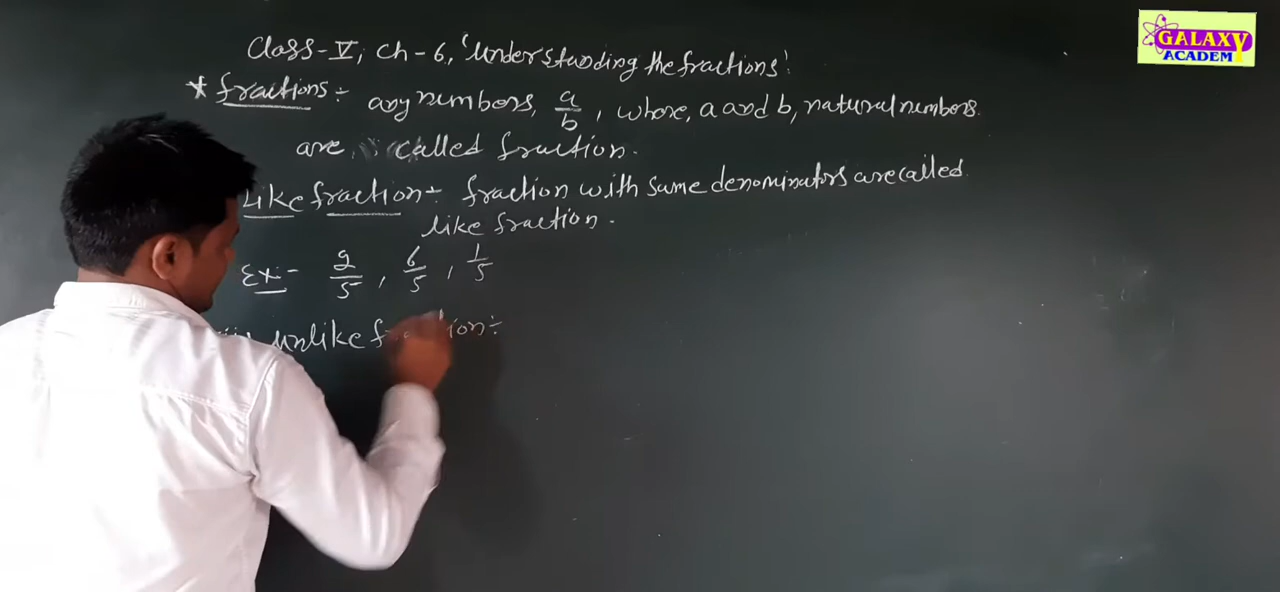 Class-V, Ch-6, 'Understanding the fractions'.
* fractions ÷ any numbers, a/b, where, a and b, natural numbers.
are, called fraction.
Like fraction ÷ fraction with same denominators are called
like fraction.
Ex- 2/5, 6/5, 1/5
unlike fraction ÷
GALAXY
ACADEM